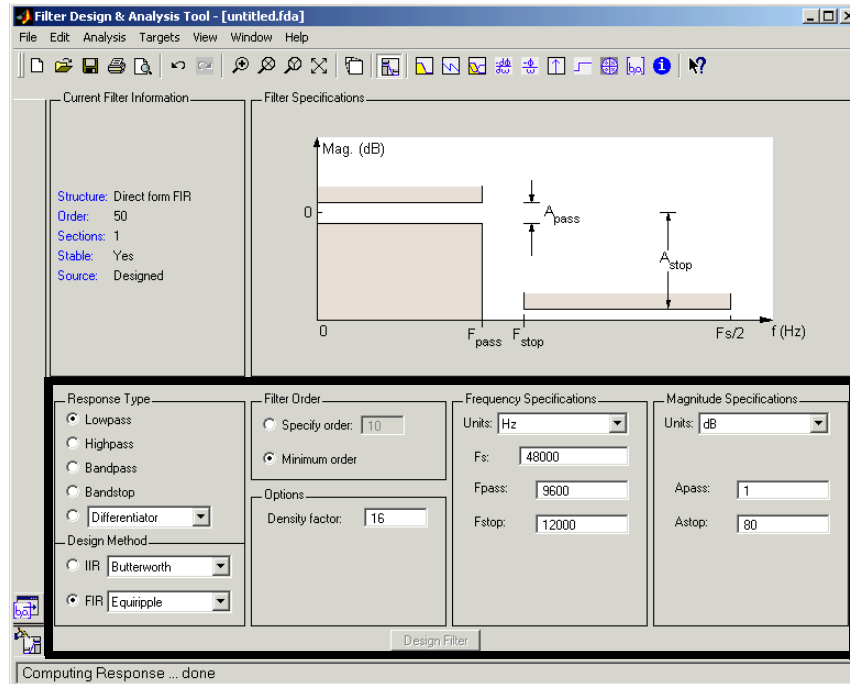 Filter Design & Analysis Tool - [untitled.fda]
File Edit Analysis Targets View Window Help
Current Filter Information
Structure: Direct form FIR
Order: 50
Sections: 1
Stable: Yes
Source: Designed
Filter Specifications
Mag. (dB)
0
Apass
Astop
0
Fpass
Fstop
Fs/2
f (Hz)
Response Type
Lowpass
Highpass
Bandpass
Bandstop
Differentiator
Design Method
IIR Butterworth
FIR Equiripple
Filter Order
Specify order: 10
Minimum order
Options
Density factor: 16
Frequency Specifications
Units: Hz
Fs: 48000
Fpass: 9600
Fstop: 12000
Magnitude Specifications
Units: dB
Apass: 1
Astop: 80
Design Filter
Computing Response ... done